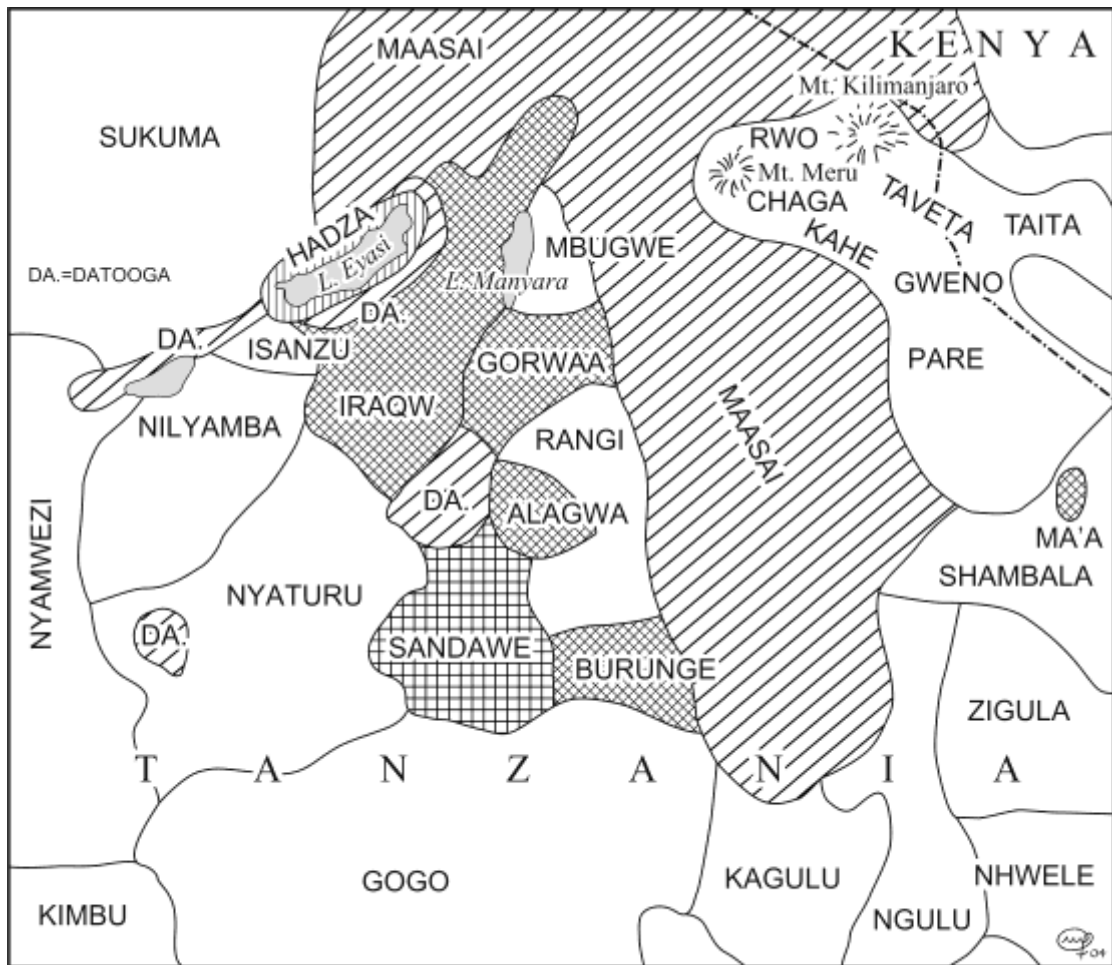 MAASAI
K E N Y A
Mt. Kilimanjaro
SUKUMA
RWO
Mt. Meru
CHAGA
TAVETA
TAITA
HADZA
L. Eyasi
KAHE
MBUGWE
L. Manyara
DA.=DATOOGA
GWENO
DA.
DA.
ISANZU
GORWAA
PARE
IRAQW
NILYAMBA
RANGI
MAASAI
DA.
ALAGWA
NYAMWEZI
MA'A
SHAMBALA
NYATURU
DA.
SANDAWE
BURUNGE
ZIGULA
T A N Z A N I A
GOGO
KAGULU
NHWELE
KIMBU
NGULU